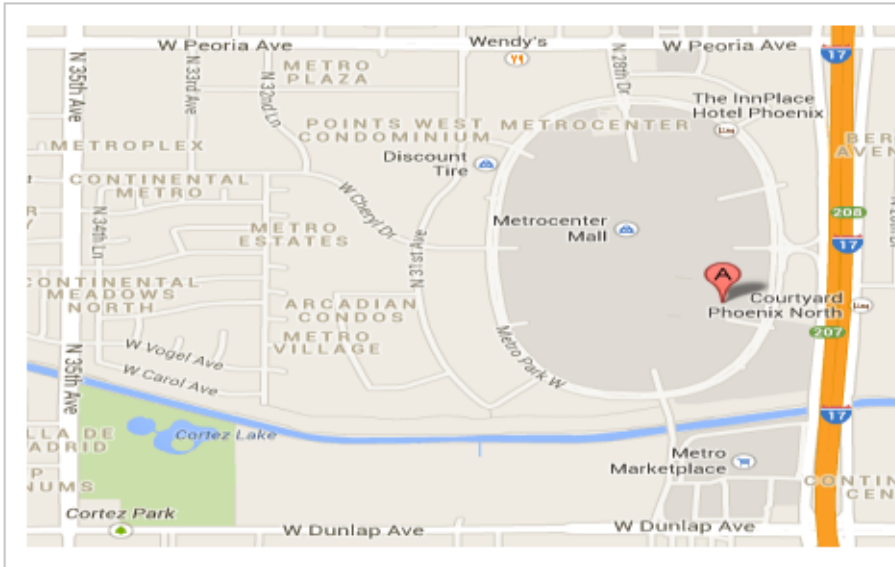 W Peoria Ave
Wendy's
W Peoria Ave
17
N 35th Ave
N 33rd Ave
N 32nd Ln
N 28th Dr
METRO
PLAZA
The InnPlace
Hotel Phoenix
POINTS WEST
CONDOMINIUM
METROCENTER
METROPLEX
Discount
Tire
CONTINENTAL
METRO
W Cheryl Dr
N 34th Ln
METRO
ESTATES
N 31st Ave
Metrocenter
Mall
208
17
A
CONTINENTAL
MEADOWS
NORTH
ARCADIAN
CONDOS
METRO
VILLAGE
Courtyard
Phoenix North
207
Metro Park W
W Vogel Ave
W Carol Ave
N 35th Ave
17
Cortez Lake
Metro
Marketplace
Cortez Park
W Dunlap Ave
W Dunlap Ave